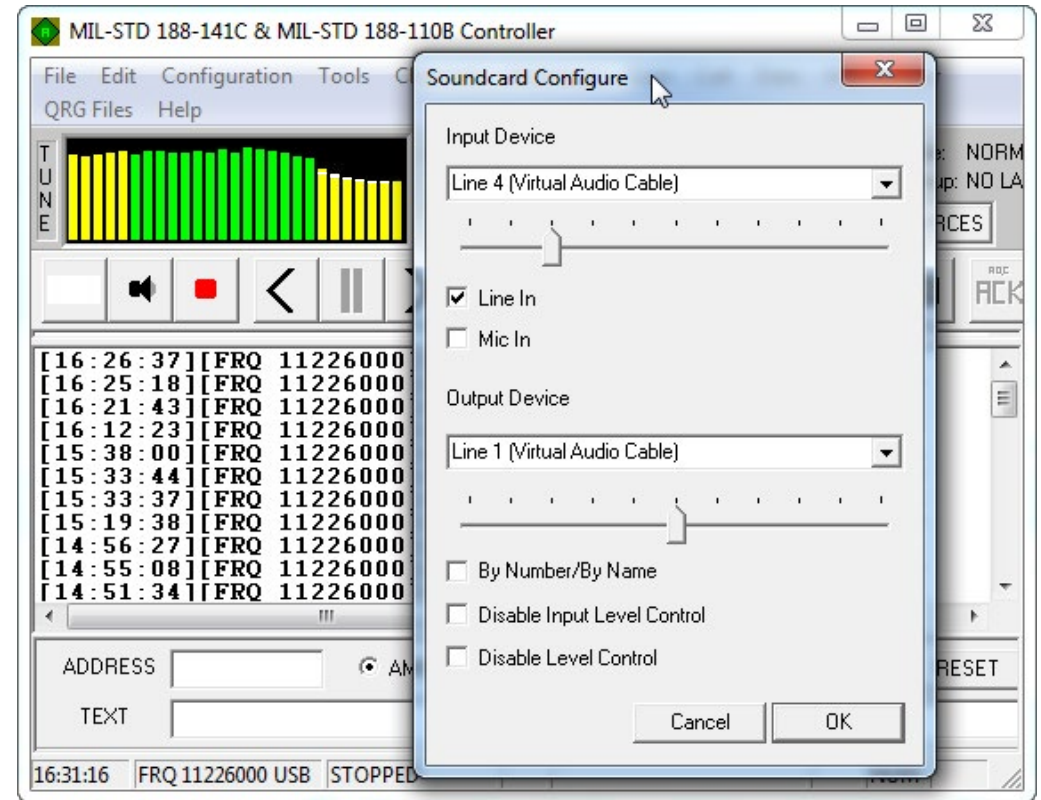 MIL-STD 188-141C & MIL-STD 188-110B Controller
File Edit Configuration Tools
QRG Files Help
TUNE
NORM
NO LA
[16:26:37][FRQ 11226000]
[16:25:18][FRQ 11226000]
[16:21:43][FRQ 11226000]
[16:12:23][FRQ 11226000]
[15:38:00][FRQ 11226000]
[15:33:44][FRQ 11226000]
[15:33:37][FRQ 11226000]
[15:19:38][FRQ 11226000]
[14:56:27][FRQ 11226000]
[14:55:08][FRQ 11226000]
[14:51:34][FRQ 11226000]
ADDRESS AM
RESET
TEXT
16:31:16 FRQ 11226000 USB STOPPED
Soundcard Configure
Input Device
Line 4 (Virtual Audio Cable)
Line In
Mic In
Output Device
Line 1 (Virtual Audio Cable)
By Number/By Name
Disable Input Level Control
Disable Level Control
Cancel OK